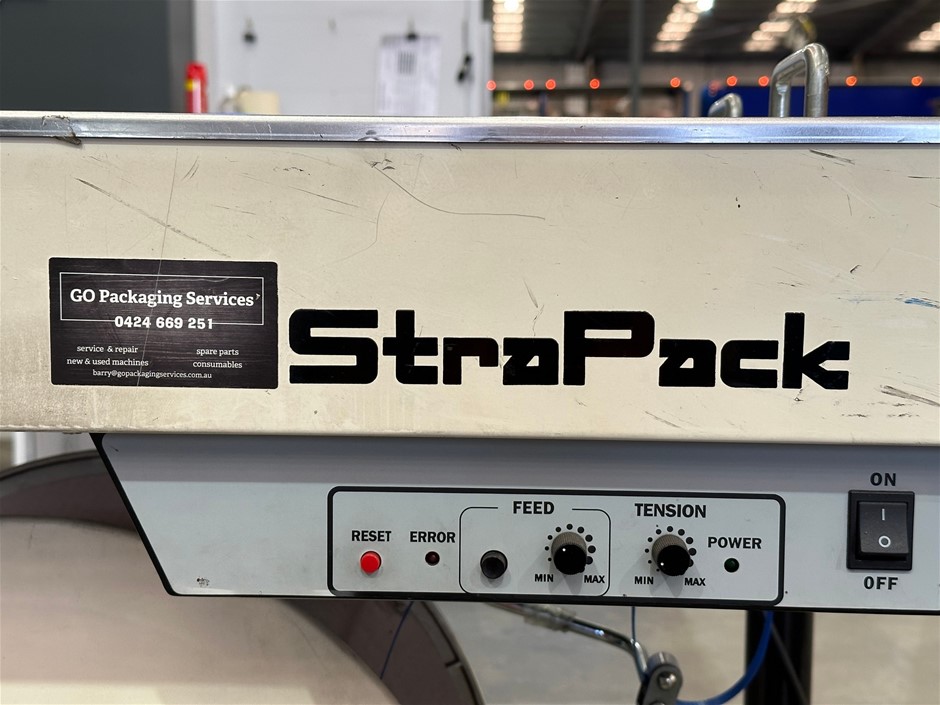 GO Packaging Services
0424 669 251
service & repair
spare parts
new & used machines
consumables
barry@gopackagingservices.com.au
StraPack
ON
FEED
TENSION
RESET
ERROR
POWER
MIN
MAX
MIN
MAX
I
O
OFF